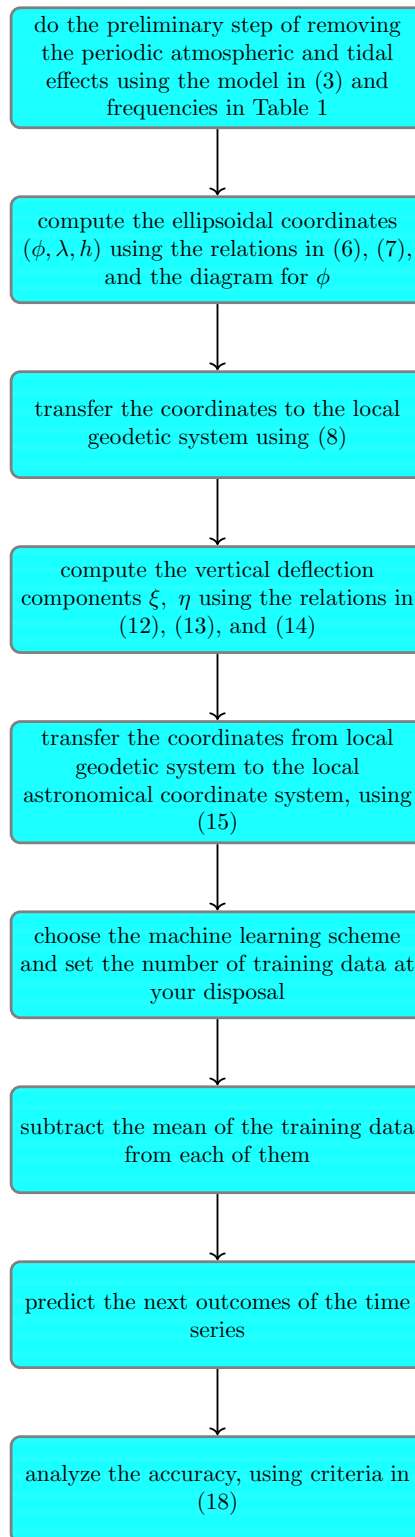 do the preliminary step of removing
the periodic atmospheric and tidal
effects using the model in (3) and
frequencies in Table 1
compute the ellipsoidal coordinates
(ϕ, λ, h) using the relations in (6), (7),
and the diagram for ϕ
transfer the coordinates to the local
geodetic system using (8)
compute the vertical deflection
components ξ, η using the relations in
(12), (13), and (14)
transfer the coordinates from local
geodetic system to the local
astronomical coordinate system, using
(15)
choose the machine learning scheme
and set the number of training data at
your disposal
subtract the mean of the training data
from each of them
predict the next outcomes of the time
series
analyze the accuracy, using criteria in
(18)